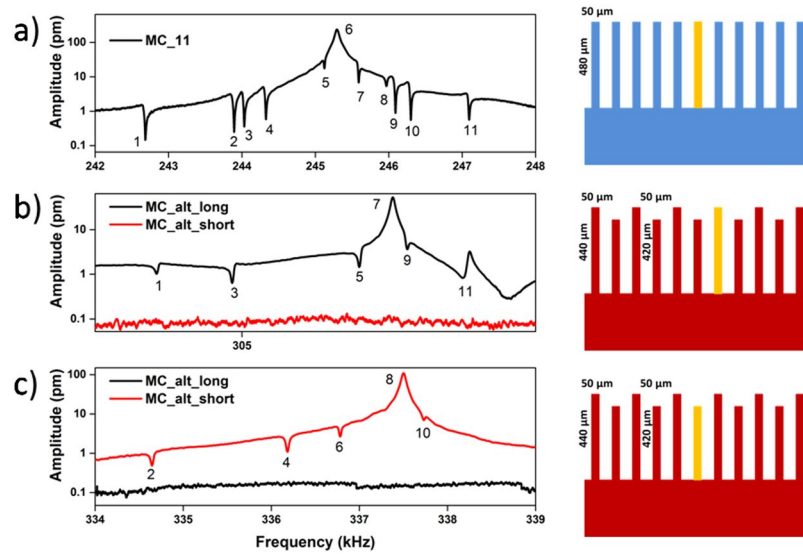 a)
Amplitude (pm)
100
10
1
0.1
MC_11
1
2
3
4
5
6
7
8
9
10
11
242 243 244 245 246 247 248
50 µm
480 µm
b)
Amplitude (pm)
10
1
0.1
MC_alt_long
MC_alt_short
1
3
5
7
9
11
305
50 µm 50 µm
440 µm
420 µm
c)
Amplitude (pm)
100
10
1
0.1
MC_alt_long
MC_alt_short
2
4
6
8
10
334 335 336 337 338 339
Frequency (kHz)
50 µm 50 µm
440 µm
420 µm